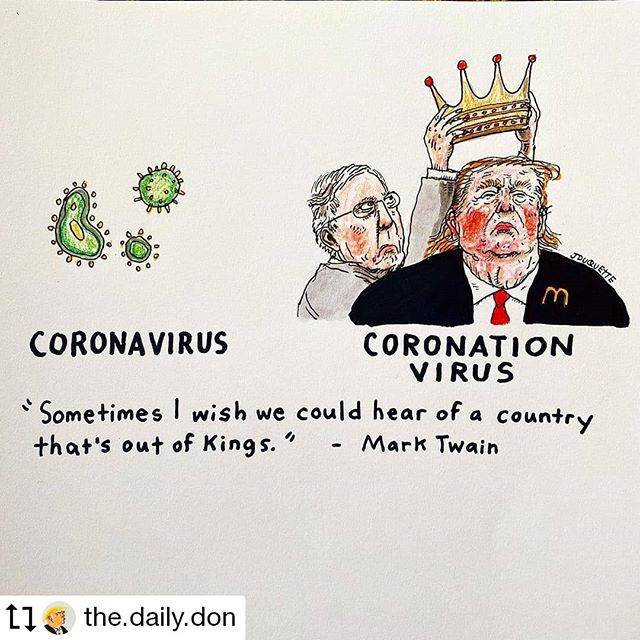 JDUQUETTE
CORONAVIRUS
CORONATION
VIRUS
"Sometimes I wish we could hear of a country
that's out of Kings." - Mark Twain
the.daily.don